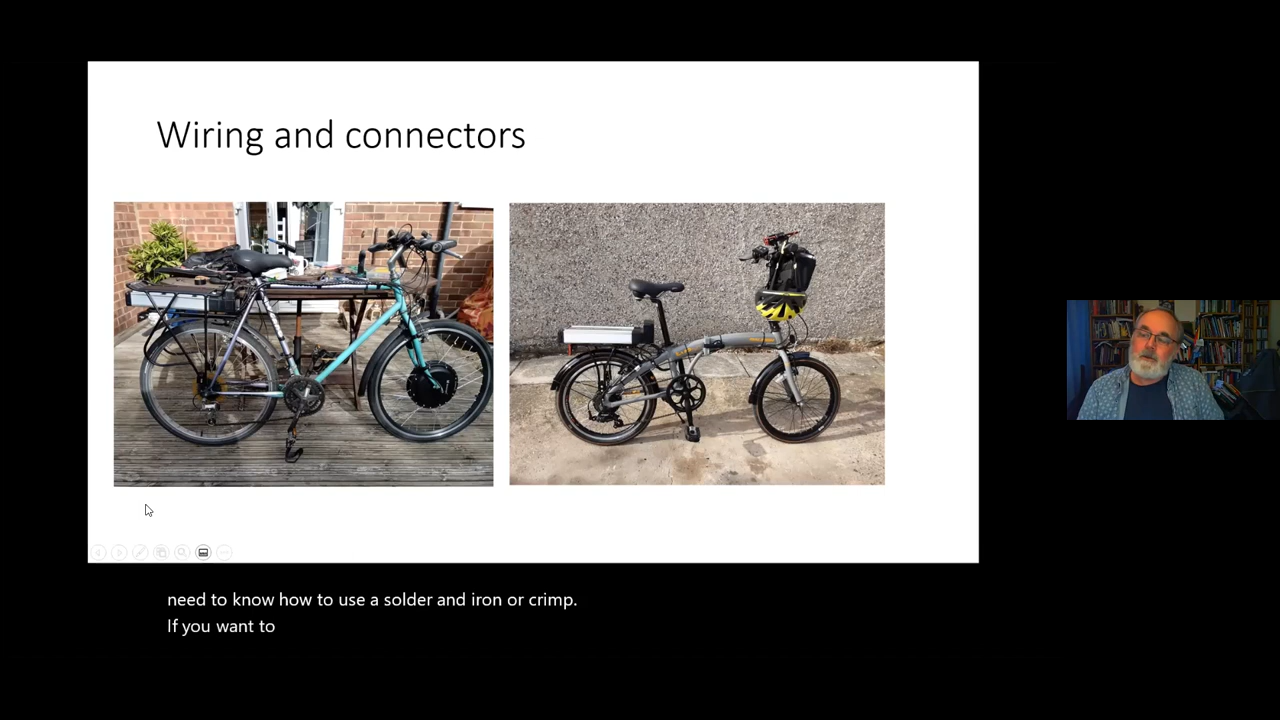 Wiring and connectors
need to know how to use a solder and iron or crimp.
If you want to